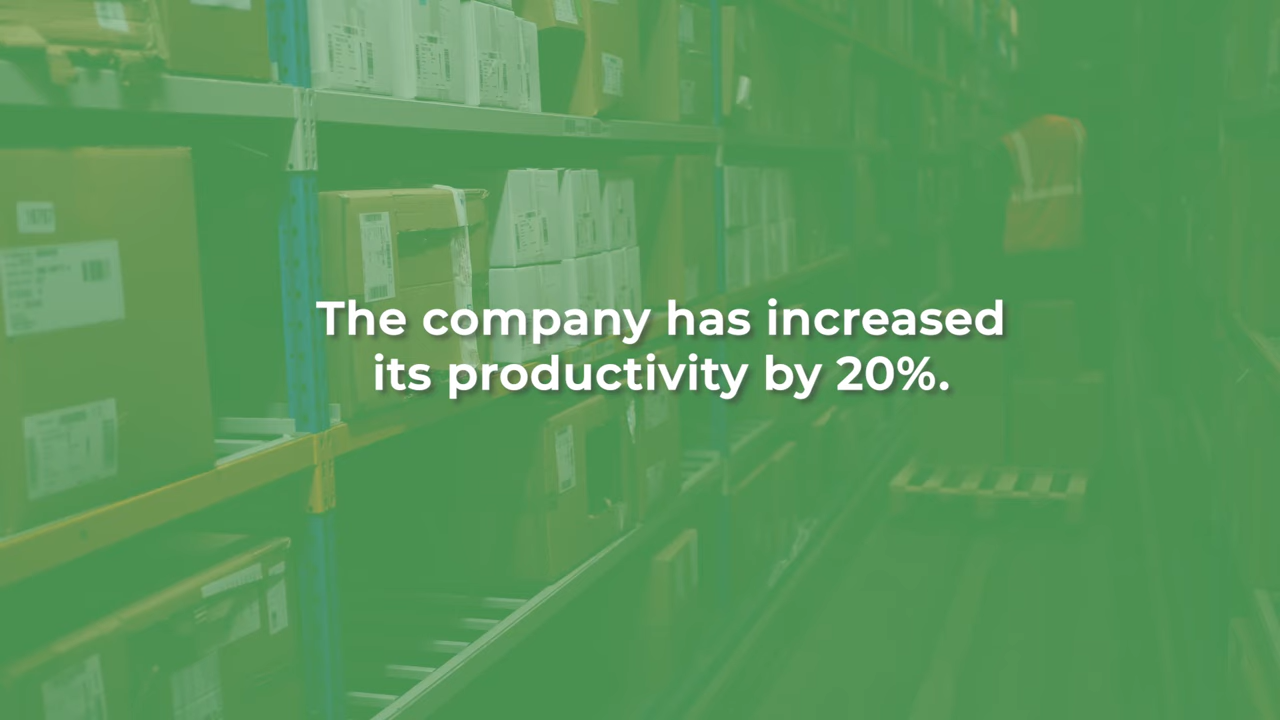 The company has increased
its productivity by 20%.